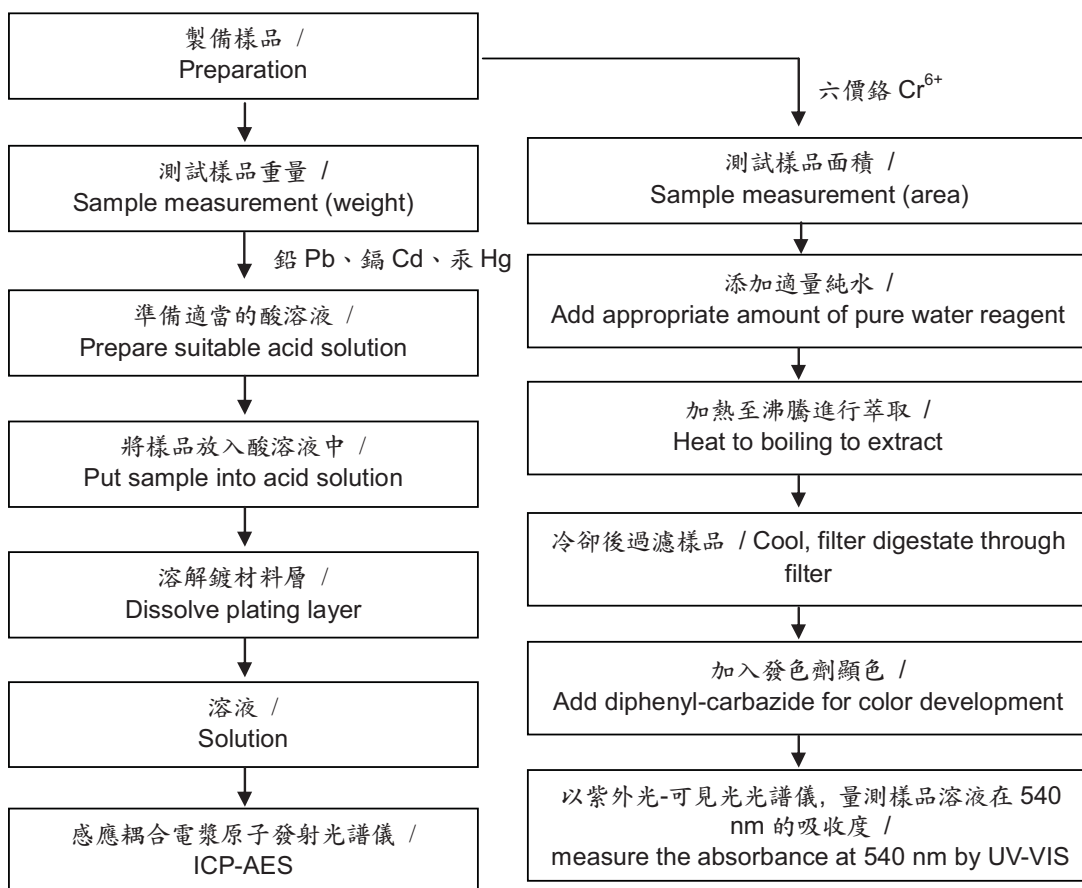 製備樣品 /
Preparation
六價鉻 Cr⁶⁺
測試樣品重量 /
Sample measurement (weight)
鉛 Pb、鎘 Cd、汞 Hg
準備適當的酸溶液 /
Prepare suitable acid solution
將樣品放入酸溶液中 /
Put sample into acid solution
溶解鍍材料層 /
Dissolve plating layer
溶液 /
Solution
感應耦合電漿原子發射光譜儀 /
ICP-AES
測試樣品面積 /
Sample measurement (area)
添加適量純水 /
Add appropriate amount of pure water reagent
加熱至沸騰進行萃取 /
Heat to boiling to extract
冷卻後過濾樣品 / Cool, filter digestate through
filter
加入發色劑顯色 /
Add diphenyl-carbazide for color development
以紫外光-可見光光譜儀, 量測樣品溶液在 540
nm 的吸收度 /
measure the absorbance at 540 nm by UV-VIS